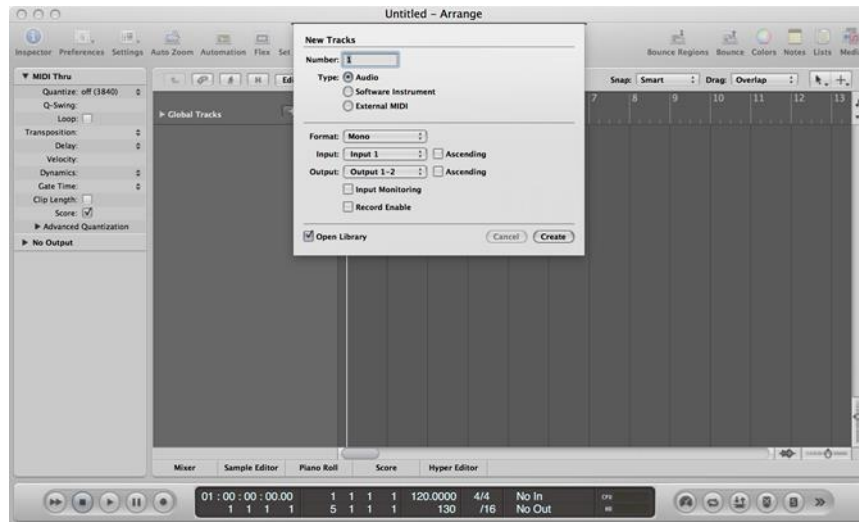 Untitled – Arrange
Inspector Preferences Settings Auto Zoom Automation Flex Set Bounce Regions Bounce Colors Notes Lists Medi
MIDI Thru
Quantize: off (3840)
Q-Swing:
Loop:
Transposition:
Delay:
Velocity:
Dynamics:
Gate Time:
Clip Length:
Score:
Advanced Quantization
No Output
H Edi
Snap: Smart Drag: Overlap
7 8 9 10 11 12 13
Global Tracks
New Tracks
Number: 1
Type: Audio
Software Instrument
External MIDI
Format: Mono
Input: Input 1 Ascending
Output: Output 1-2 Ascending
Input Monitoring
Record Enable
Open Library Cancel Create
Mixer Sample Editor Piano Roll Score Hyper Editor
01 : 00 : 00 : 00.00 1 1 1 1 120.0000 4/4 No In CPU
1 1 1 1 5 1 1 1 130 /16 No Out HD